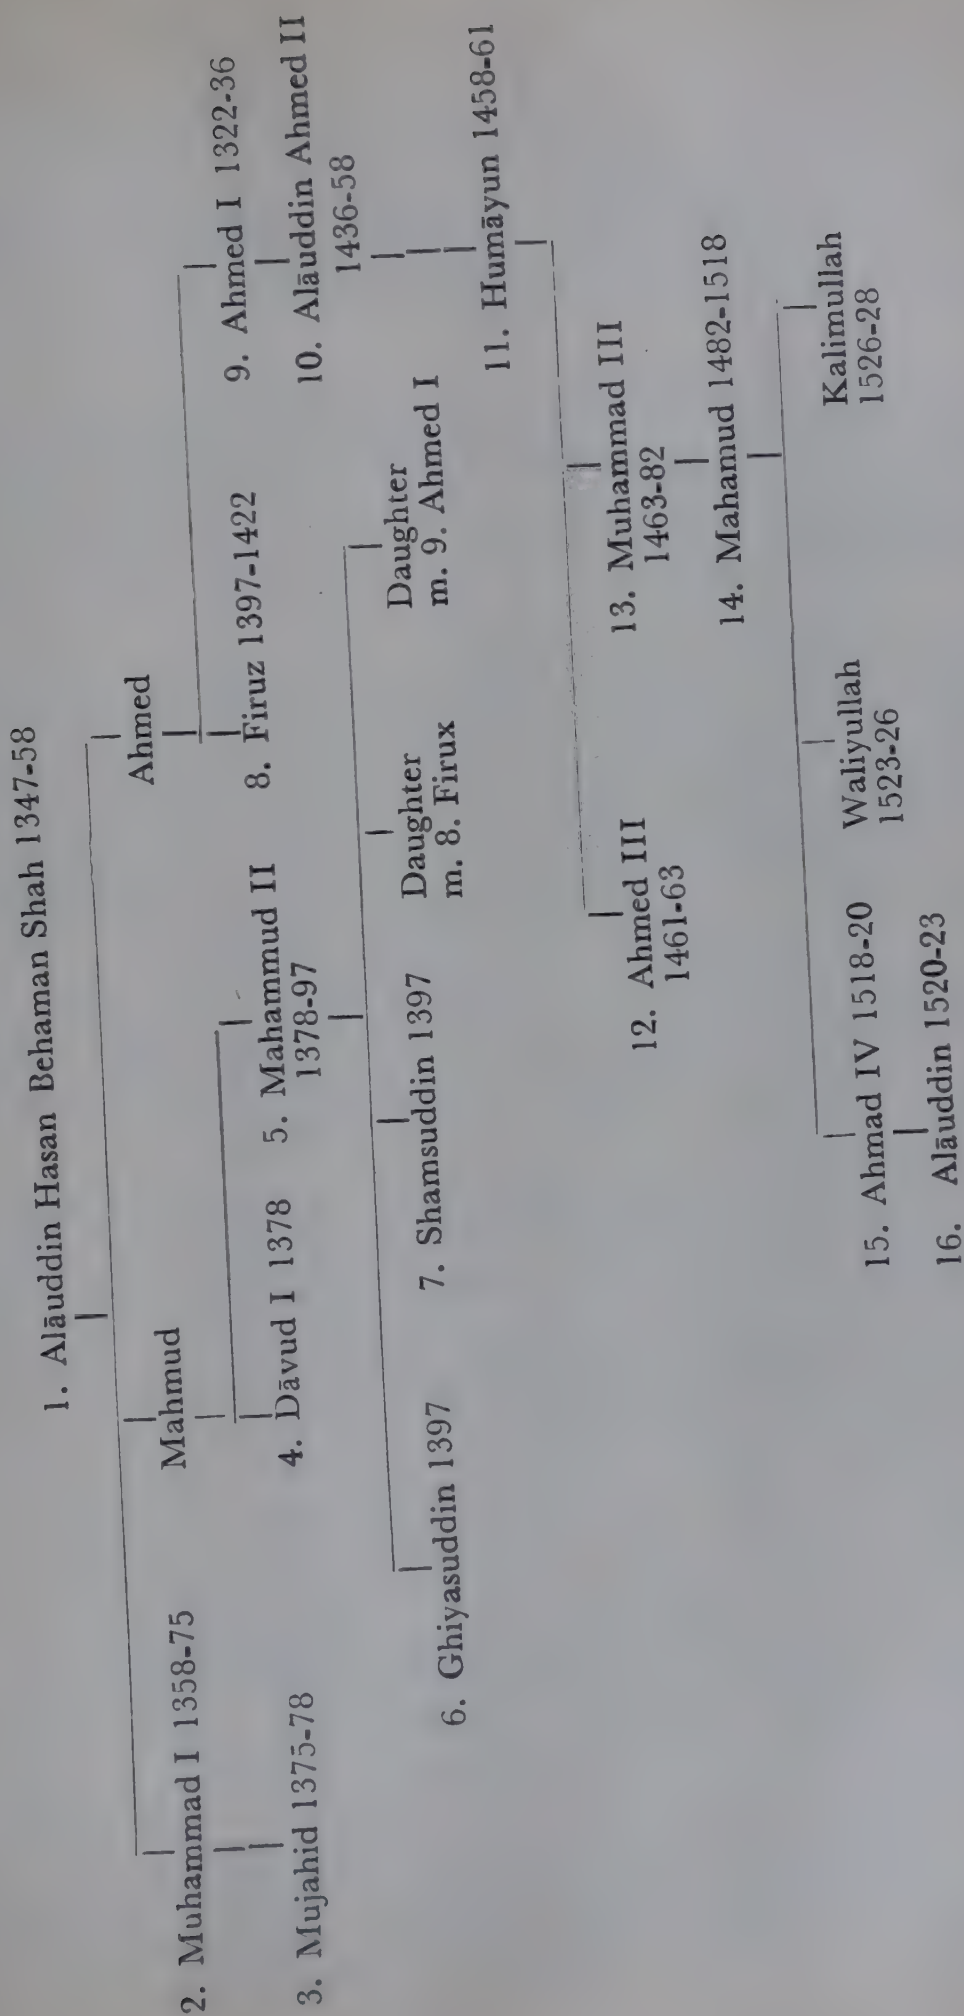 1. Alāuddin Hasan Behaman Shah 1347-58
2. Muhammad I 1358-75
Mahmud
Ahmed
3. Mujahid 1375-78
4. Dāvud I 1378
5. Mahammud II
1378-97
8. Firuz 1397-1422
9. Ahmed I 1322-36
10. Alāuddin Ahmed II
1436-58
6. Ghiyasuddin 1397
7. Shamsuddin 1397
Daughter
m. 8. Firux
Daughter
m. 9. Ahmed I
11. Humāyun 1458-61
12. Ahmed III
1461-63
13. Muhammad III
1463-82
14. Mahamud 1482-1518
15. Ahmad IV 1518-20
Waliyullah
1523-26
Kalimullah
1526-28
16. Alāuddin 1520-23